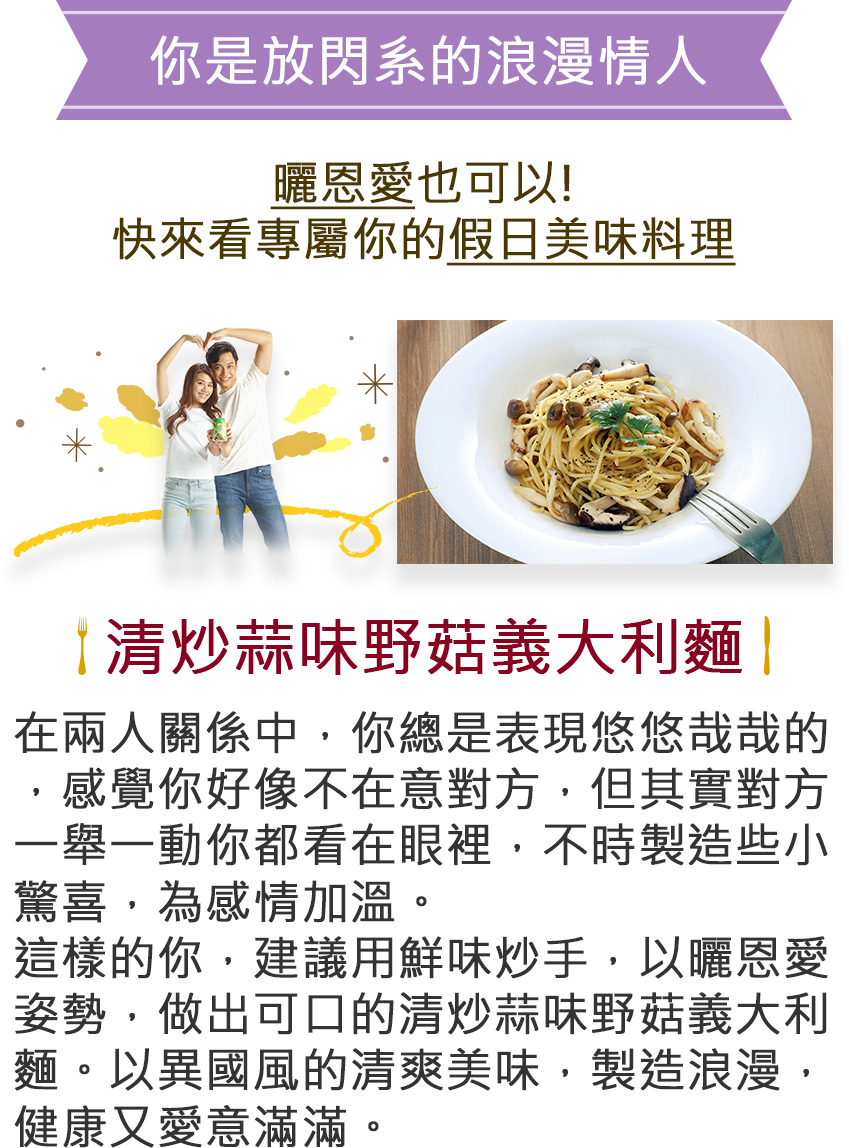 你是放閃系的浪漫情人
曬恩愛也可以!
快來看專屬你的假日美味料理
清炒蒜味野菇義大利麵
在兩人關係中，你總是表現悠悠哉哉的
，感覺你好像不在意對方，但其實對方
一舉一動你都看在眼裡，不時製造些小
驚喜，為感情加溫。
這樣的你，建議用鮮味炒手，以曬恩愛
姿勢，做出可口的清炒蒜味野菇義大利
麵。以異國風的清爽美味，製造浪漫，
健康又愛意滿滿。